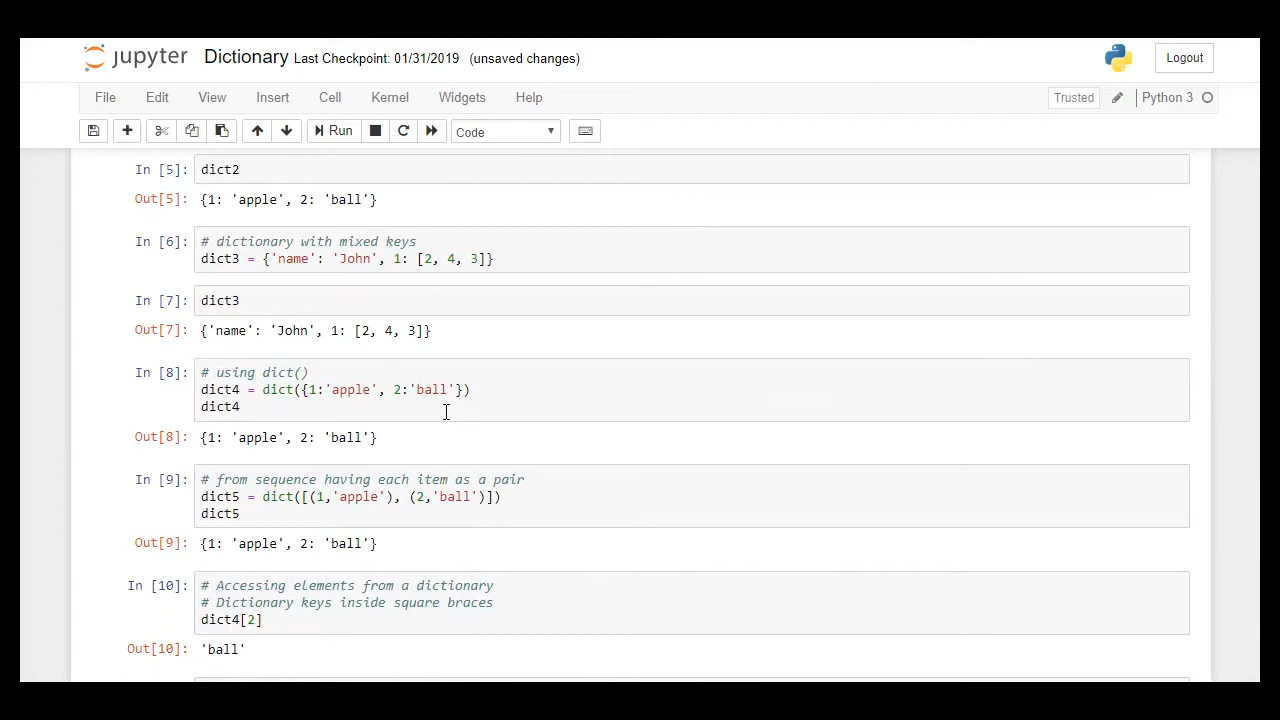 jupyter Dictionary Last Checkpoint: 01/31/2019 (unsaved changes) Logout
File Edit View Insert Cell Kernel Widgets Help Trusted Python 3
Run Code
In [5]: dict2
Out[5]: {1: 'apple', 2: 'ball'}
In [6]: # dictionary with mixed keys
dict3 = {'name': 'John', 1: [2, 4, 3]}
In [7]: dict3
Out[7]: {'name': 'John', 1: [2, 4, 3]}
In [8]: # using dict()
dict4 = dict({1:'apple', 2:'ball'})
dict4
Out[8]: {1: 'apple', 2: 'ball'}
In [9]: # from sequence having each item as a pair
dict5 = dict([(1,'apple'), (2,'ball')])
dict5
Out[9]: {1: 'apple', 2: 'ball'}
In [10]: # Accessing elements from a dictionary
# Dictionary keys inside square braces
dict4[2]
Out[10]: 'ball'